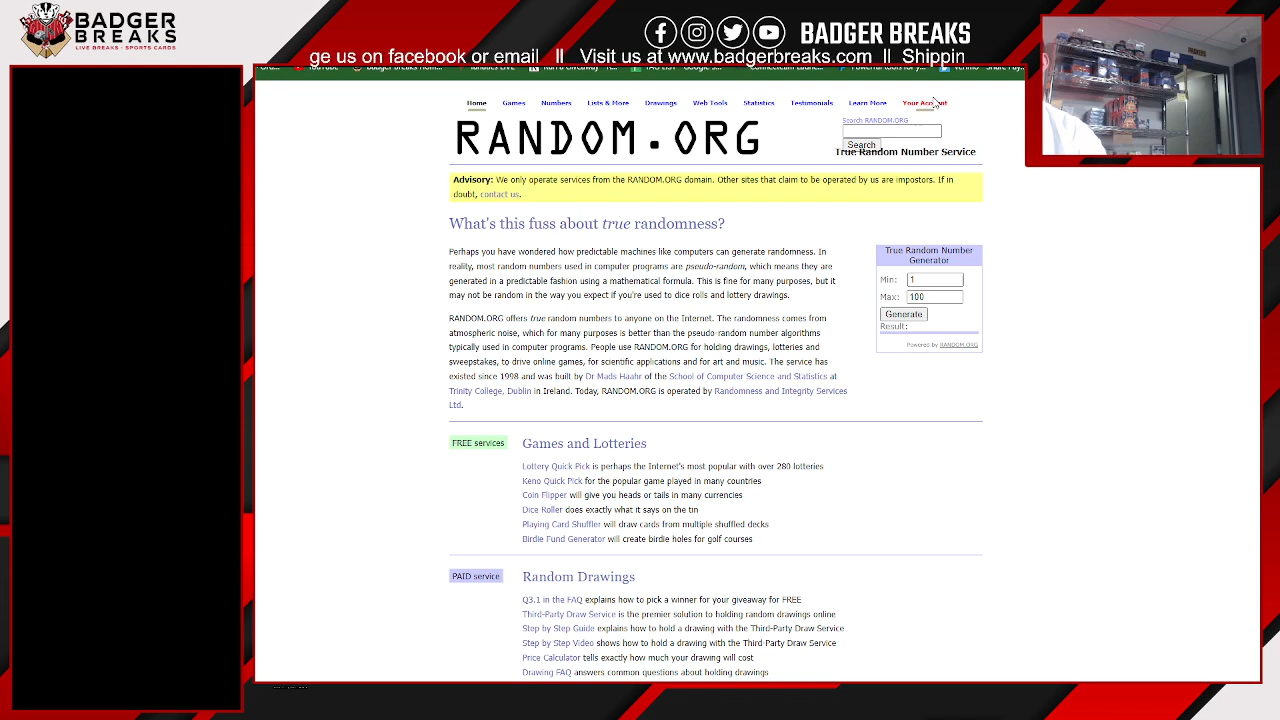 BADGER
BREAKS
LIVE BREAKS - SPORTS CARDS
BADGER BREAKS
ge us on facebook or email || Visit us at www.badgerbreaks.com || Shippin
PACKERS
Home Games Numbers Lists & More Drawings Web Tools Statistics Testimonials Learn More Your Account
RANDOM.ORG
Search RANDOM.ORG
Search
True Random Number Service
Advisory: We only operate services from the RANDOM.ORG domain. Other sites that claim to be operated by us are impostors. If in
doubt, contact us.
What's this fuss about true randomness?
Perhaps you have wondered how predictable machines like computers can generate randomness. In
reality, most random numbers used in computer programs are pseudo-random, which means they are
generated in a predictable fashion using a mathematical formula. This is fine for many purposes, but it
may not be random in the way you expect if you're used to dice rolls and lottery drawings.
RANDOM.ORG offers true random numbers to anyone on the Internet. The randomness comes from
atmospheric noise, which for many purposes is better than the pseudo-random number algorithms
typically used in computer programs. People use RANDOM.ORG for holding drawings, lotteries and
sweepstakes, to drive online games, for scientific applications and for art and music. The service has
existed since 1998 and was built by Dr Mads Haahr of the School of Computer Science and Statistics at
Trinity College, Dublin in Ireland. Today, RANDOM.ORG is operated by Randomness and Integrity Services
Ltd.
True Random Number
Generator
Min: 1
Max: 100
Generate
Result:
Powered by RANDOM.ORG
FREE services
Games and Lotteries
Lottery Quick Pick is perhaps the Internet's most popular with over 280 lotteries
Keno Quick Pick for the popular game played in many countries
Coin Flipper will give you heads or tails in many currencies
Dice Roller does exactly what it says on the tin
Playing Card Shuffler will draw cards from multiple shuffled decks
Birdie Fund Generator will create birdie holes for golf courses
PAID service
Random Drawings
Q3.1 in the FAQ explains how to pick a winner for your giveaway for FREE
Third-Party Draw Service is the premier solution to holding random drawings online
Step by Step Guide explains how to hold a drawing with the Third-Party Draw Service
Step by Step Video shows how to hold a drawing with the Third-Party Draw Service
Price Calculator tells exactly how much your drawing will cost
Drawing FAQ answers common questions about holding drawings